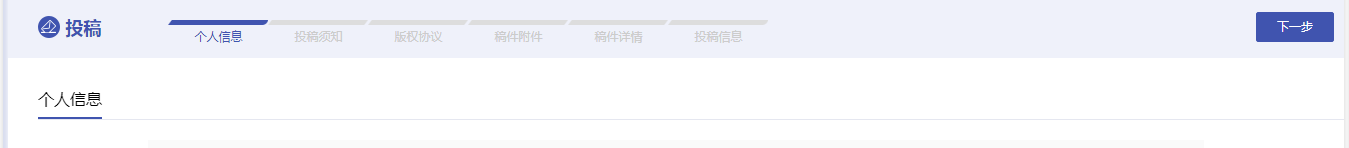 投稿
个人信息
投稿须知
版权协议
稿件附件
稿件详情
投稿信息
下一步
个人信息